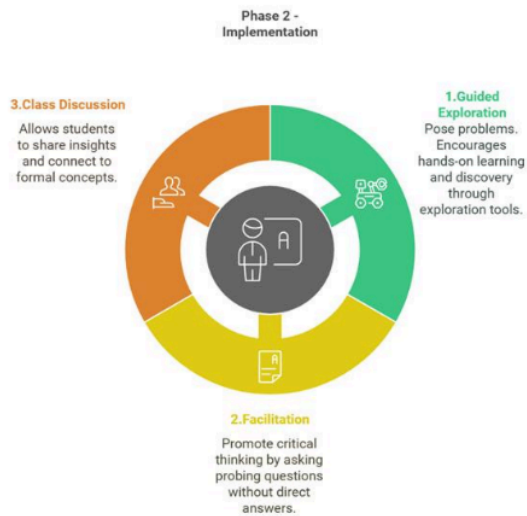 Phase 2 -
Implementation
1.Guided
Exploration
Pose problems.
Encourages
hands-on learning
and discovery
through
exploration tools.
2.Facilitation
Promote critical
thinking by asking
probing questions
without direct
answers.
3.Class Discussion
Allows students
to share insights
and connect to
formal concepts.
A
A